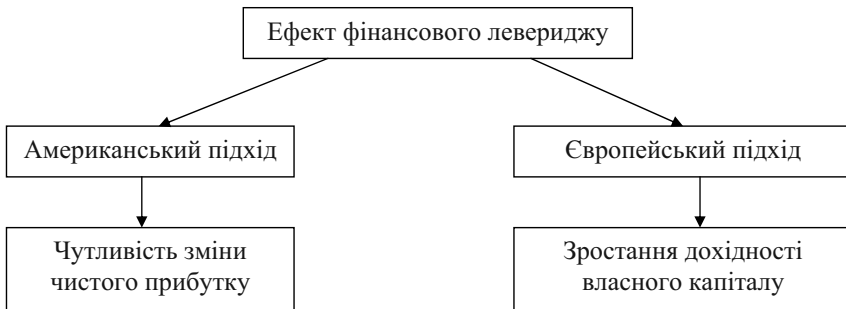 Ефект фінансового левериджу
Американський підхід
Європейський підхід
Чутливість зміни
чистого прибутку
Зростання дохідності
власного капіталу